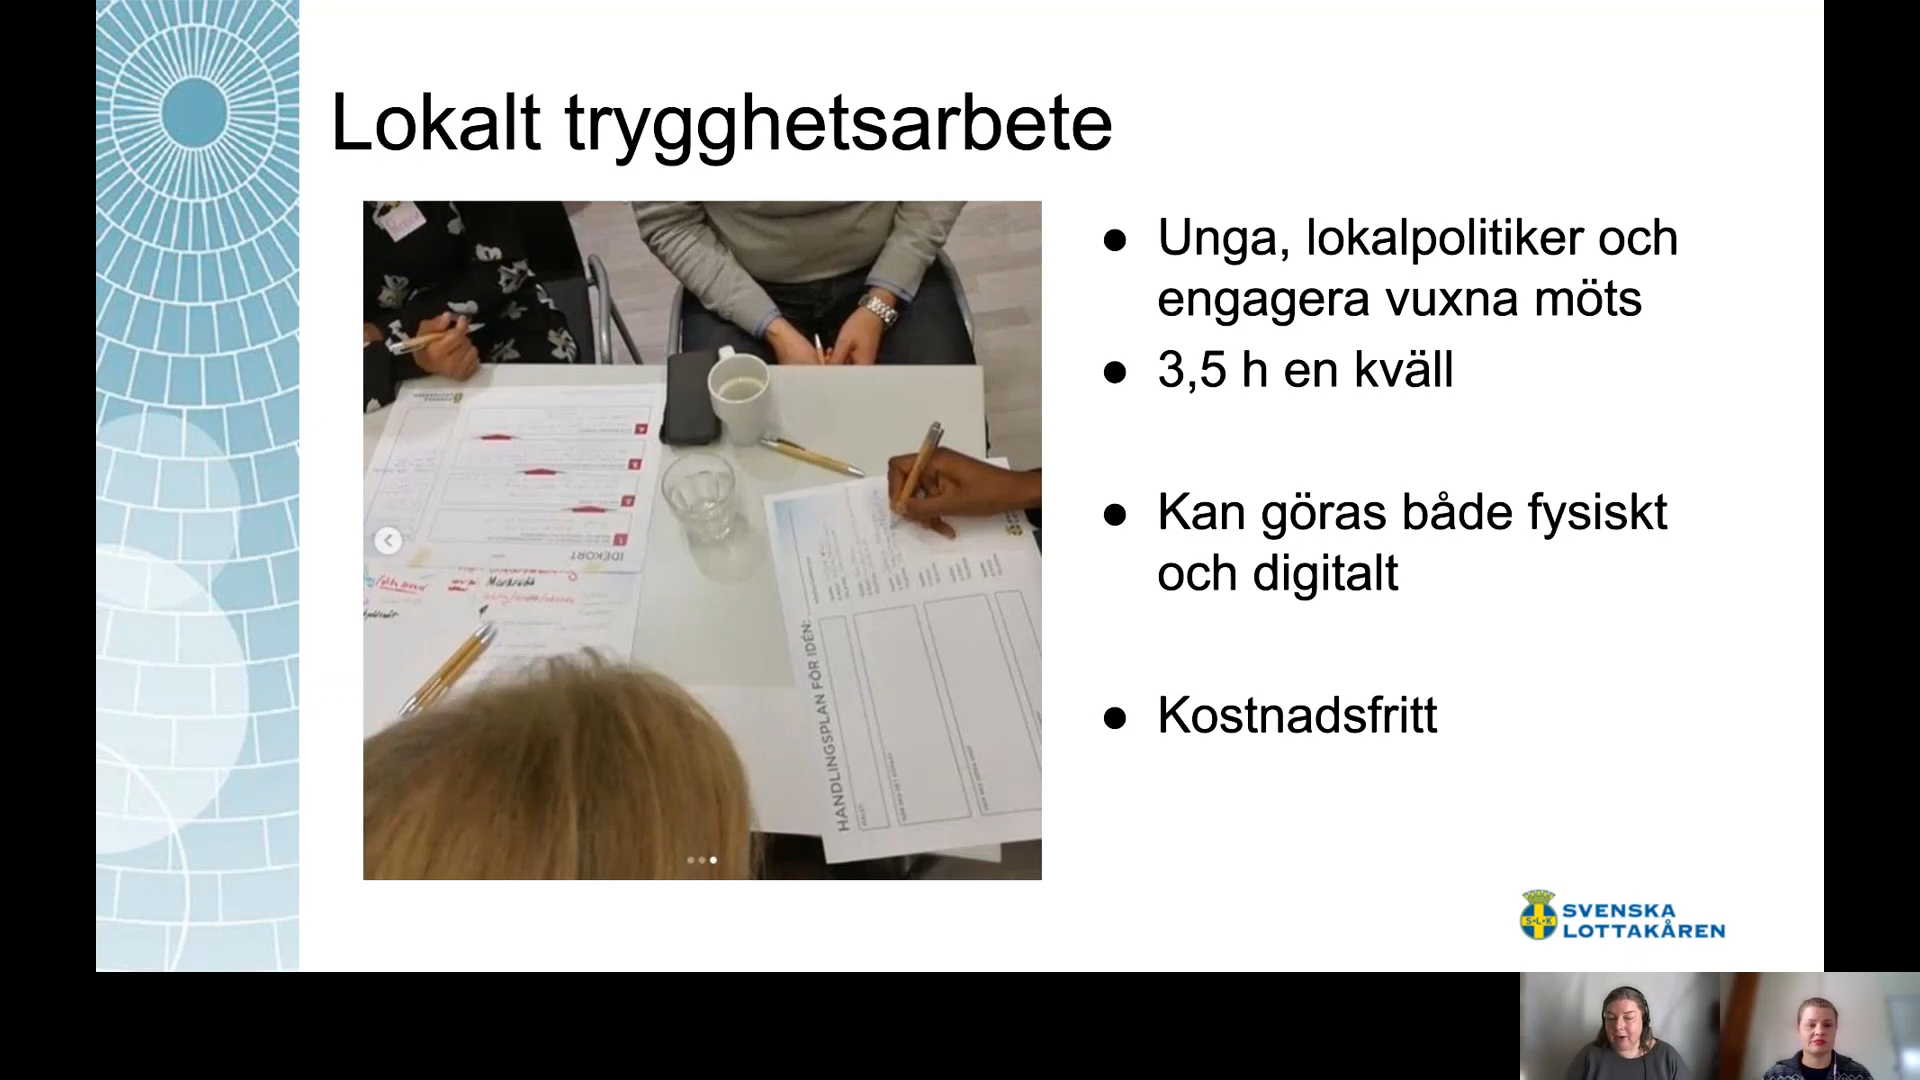 Lokalt trygghetsarbete
● Unga, lokalpolitiker och
engagera vuxna möts
● 3,5 h en kväll
● Kan göras både fysiskt
och digitalt
● Kostnadsfritt
IDÉKORT
HANDLINGSPLAN FÖR IDÉN:
S•L•K
SVENSKA
LOTTAKÅREN